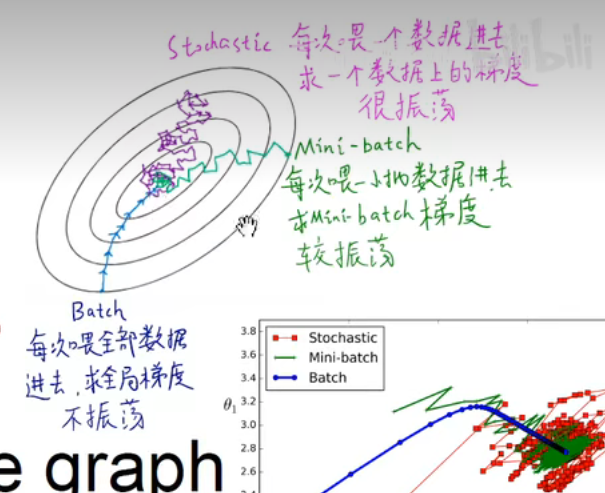 Stochastic 每次喂一个数据进去
求一个数据上的梯度
很振荡
bilibili
Mini-batch
每次喂一小抛数据进去
求Mini-batch梯度
较振荡
Batch
每次喂全部数据
进去,求全局梯度
不振荡
e graph
3.8
3.6
3.4
3.2
3.0
2.8
2.6
2.4
θ1
Stochastic
Mini-batch
Batch